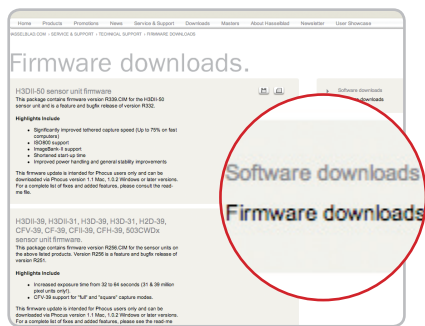 Home Products Promotions News Service & Support Downloads Masters About Hasselblad Newsletter User Showcase
HASSELBLAD.COM > SERVICE & SUPPORT > TECHNICAL SUPPORT > FIRMWARE DOWNLOADS
Firmware downloads.
H3DII-50 sensor unit firmware
This package contains firmware version R339.CIM for the H3DII-50
sensor unit and is a feature and bugfix release of version R332.
Highlights Include
• Significantly improved tethered capture speed (Up to 75% on fast
computers)
• ISO800 support
• ImageBank-II support
• Shortened start-up time
• Improved power handling and general stability improvements
This firmware update is intended for Phocus users only and can be
downloaded via Phocus version 1.1 Mac, 1.0.2 Windows or later versions.
For a complete list of fixes and added features, please consult the read-
me file.
H3DII-39, H3DII-31, H3D-39, H3D-31, H2D-39,
CFV-39, CF-39, CFII-39, CFH-39, 503CWDx
sensor unit firmware.
This package contains firmware version R256.CIM for the sensor units on
the above listed products. Version R256 is a feature and bugfix release of
version R251.
Highlights Include
• Increased exposure time from 32 to 64 seconds (31 & 39 million
pixel units only!).
• CFV-39 support for "full" and "square" capture modes.
This firmware update is intended for Phocus users only and can be
downloaded via Phocus version 1.1 Mac, 1.0.2 Windows or later versions.
For a complete list of fixes and added features, please see the read-me
Software downloads
downloads
Software downloads
Firmware downloads